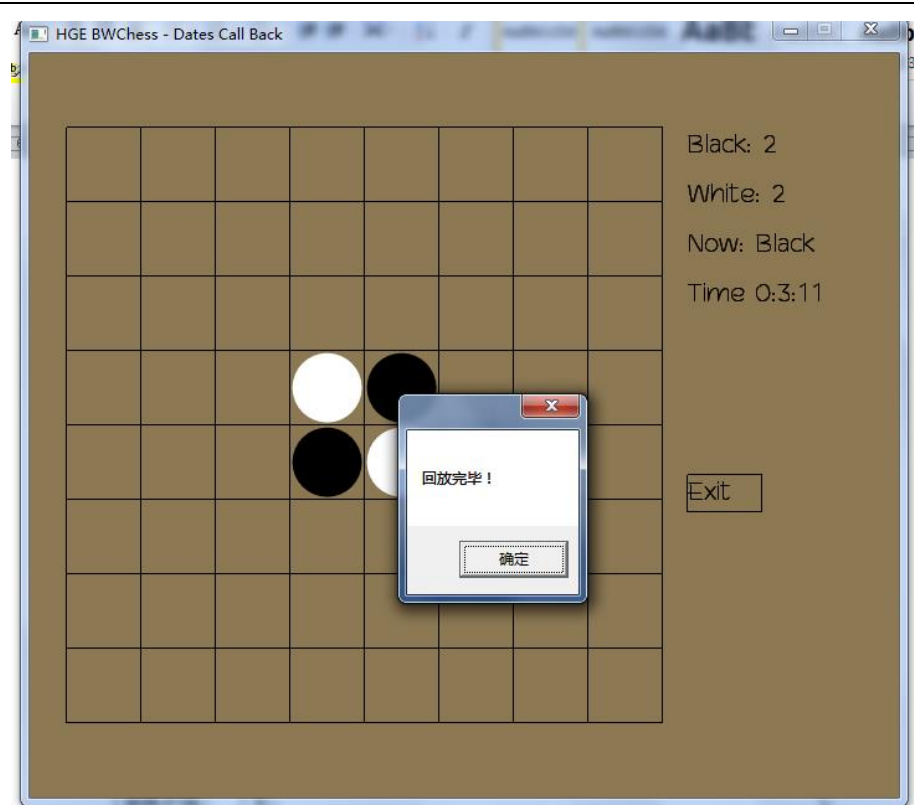 HGE BWChess - Dates Call Back
AaBb
Black: 2
White: 2
Now: Black
Time 0:3:11
回放完毕！
Exit
确定